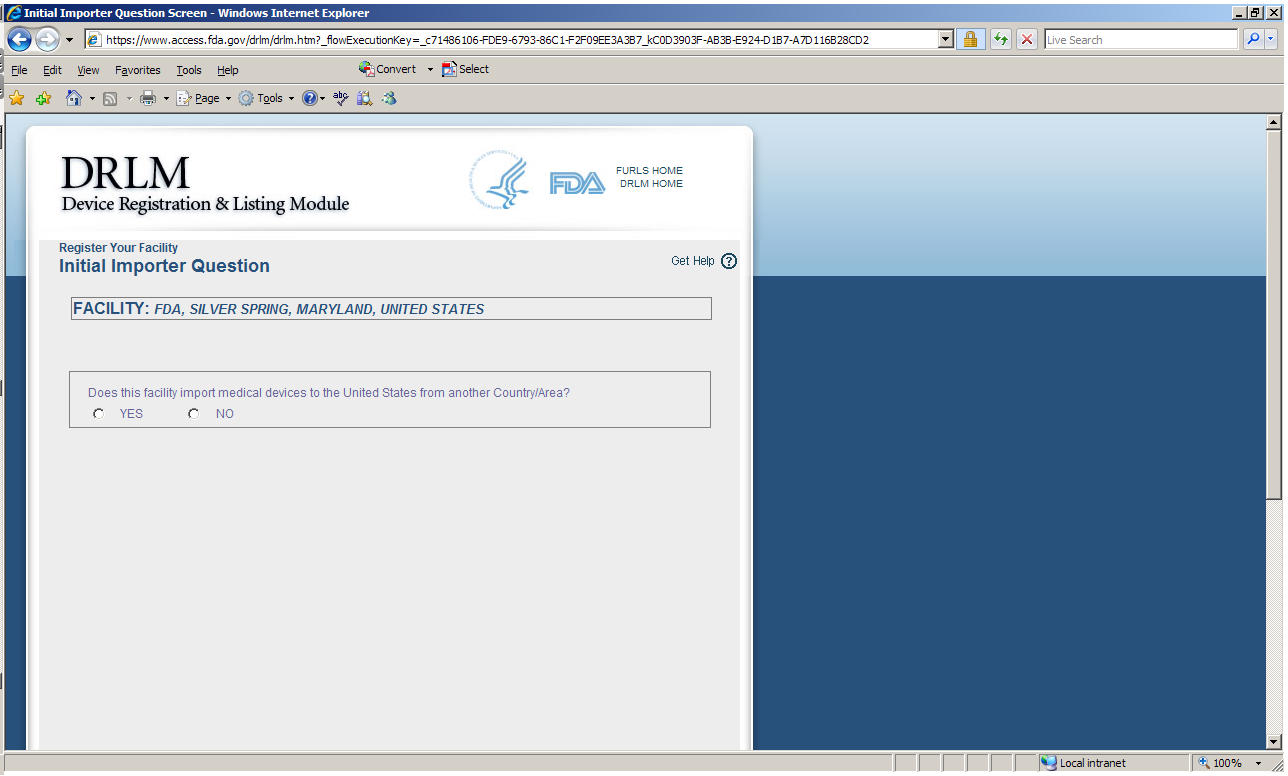 Initial Importer Question Screen - Windows Internet Explorer
https://www.access.fda.gov/drlm/drlm.htm?_flowExecutionKey=_c71486106-FDE9-6793-86C1-F2F09EE3A3B7_kC0D3903F-AB3B-E924-D1B7-A7D116B28CD2
Live Search
File Edit View Favorites Tools Help
Convert Select
Page Tools
DRLM
Device Registration & Listing Module
FDA
FURLS HOME
DRLM HOME
Register Your Facility
Initial Importer Question
Get Help ?
FACILITY: FDA, SILVER SPRING, MARYLAND, UNITED STATES
Does this facility import medical devices to the United States from another Country/Area?
YES NO
Local intranet
100%